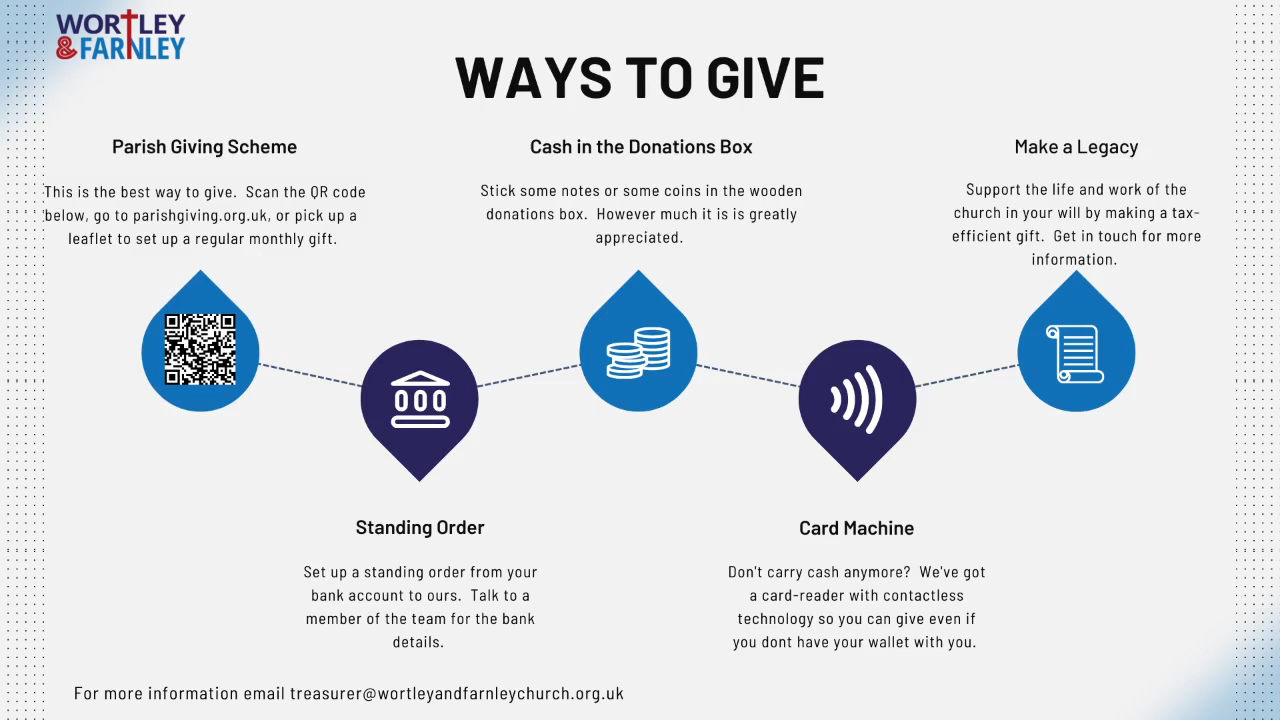 WORTLEY
&FARNLEY
WAYS TO GIVE
Parish Giving Scheme
This is the best way to give.  Scan the QR code
below, go to parishgiving.org.uk, or pick up a
leaflet to set up a regular monthly gift.
Cash in the Donations Box
Stick some notes or some coins in the wooden
donations box.  However much it is is greatly
appreciated.
Make a Legacy
Support the life and work of the
church in your will by making a tax-
efficient gift.  Get in touch for more
information.
Standing Order
Set up a standing order from your
bank account to ours.  Talk to a
member of the team for the bank
details.
Card Machine
Don't carry cash anymore?  We've got
a card-reader with contactless
technology so you can give even if
you dont have your wallet with you.
For more information email treasurer@wortleyandfarnleychurch.org.uk